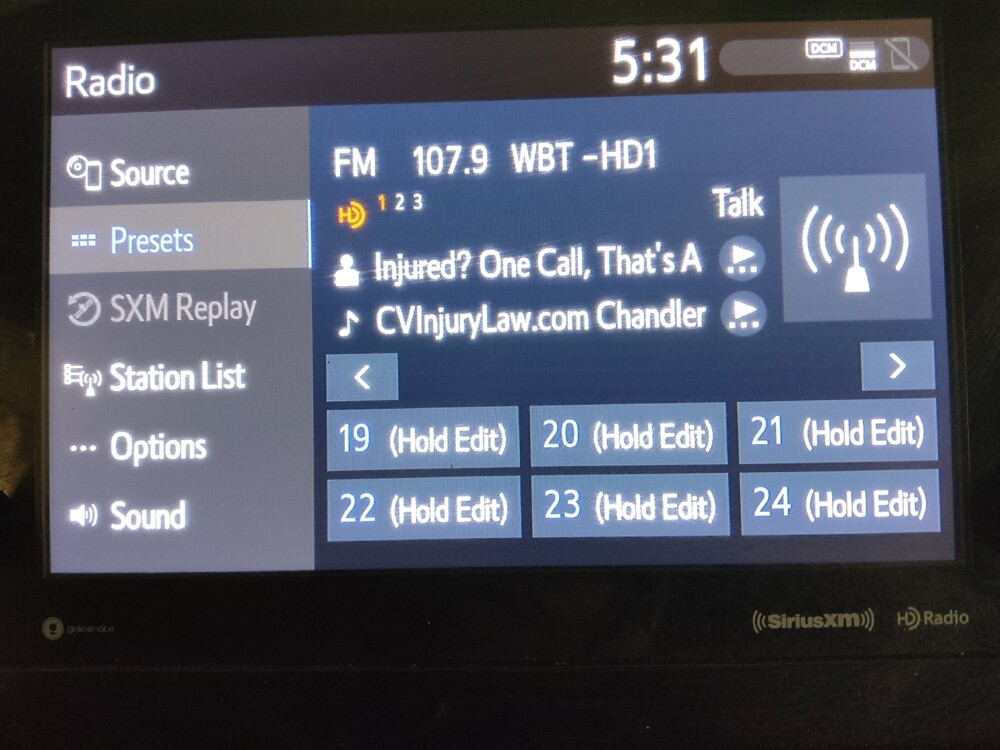 Radio
5:31
DCM
DCM
Source
Presets
SXM Replay
Station List
Options
Sound
FM 107.9 WBT -HD1
HD 1 2 3
Talk
Injured? One Call, That's A
CVInjuryLaw.com Chandler
<
>
19 (Hold Edit)
20 (Hold Edit)
21 (Hold Edit)
22 (Hold Edit)
23 (Hold Edit)
24 (Hold Edit)
gracenote
((SiriusXM))
HD Radio